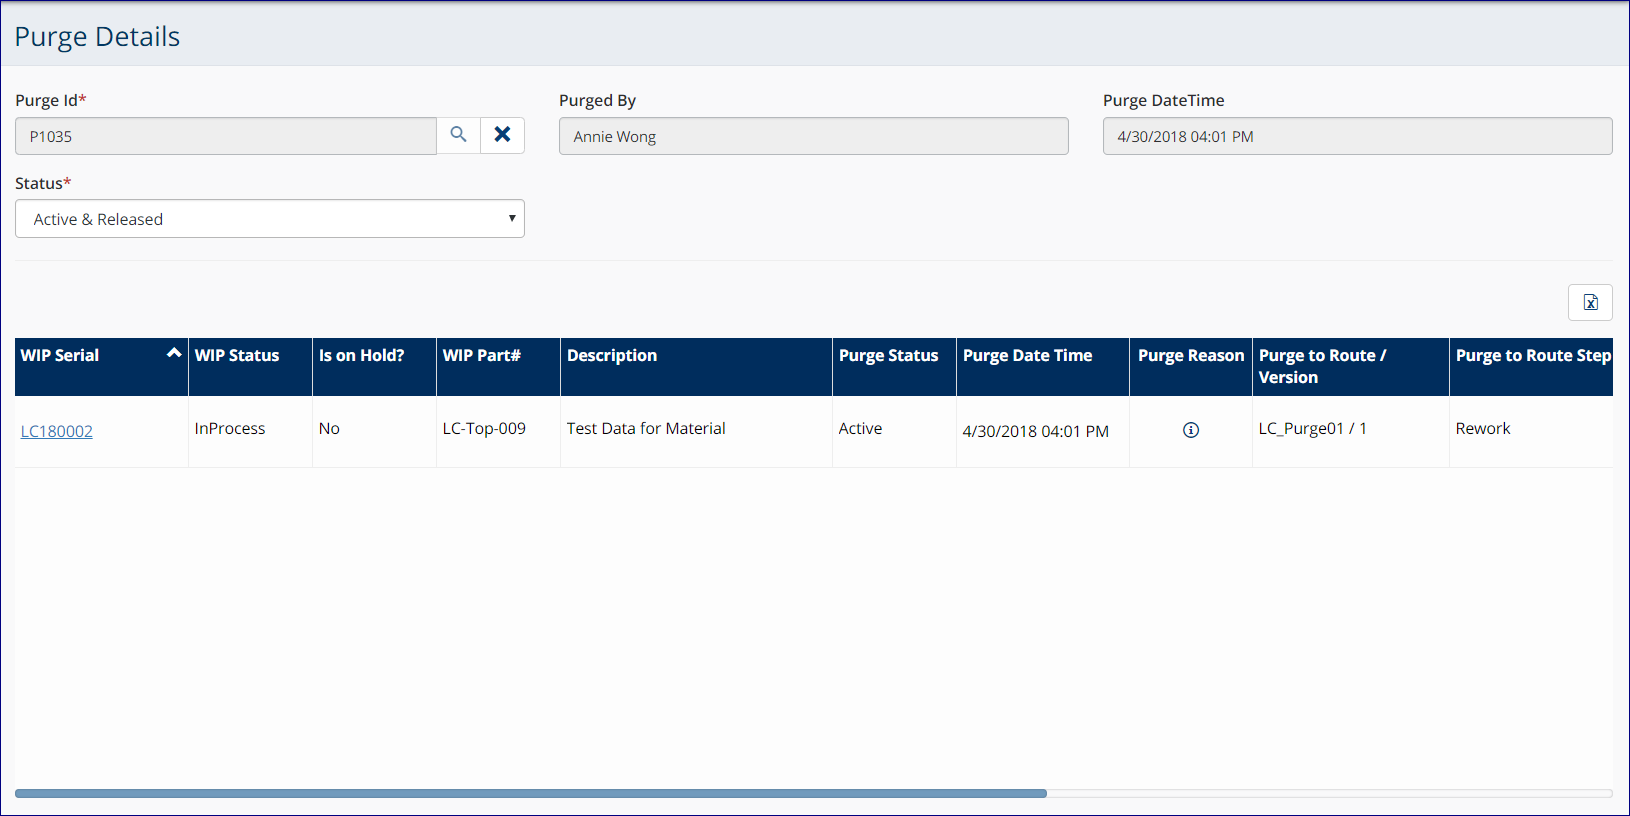 Purge Details
Purge Id*
Purged By
Purge DateTime
P1035
Annie Wong
4/30/2018 04:01 PM
Status*
Active & Released
WIP Serial
WIP Status
Is on Hold?
WIP Part#
Description
Purge Status
Purge Date Time
Purge Reason
Purge to Route /
Version
Purge to Route Step
LC180002
InProcess
No
LC-Top-009
Test Data for Material
Active
4/30/2018 04:01 PM
LC_Purge01 / 1
Rework